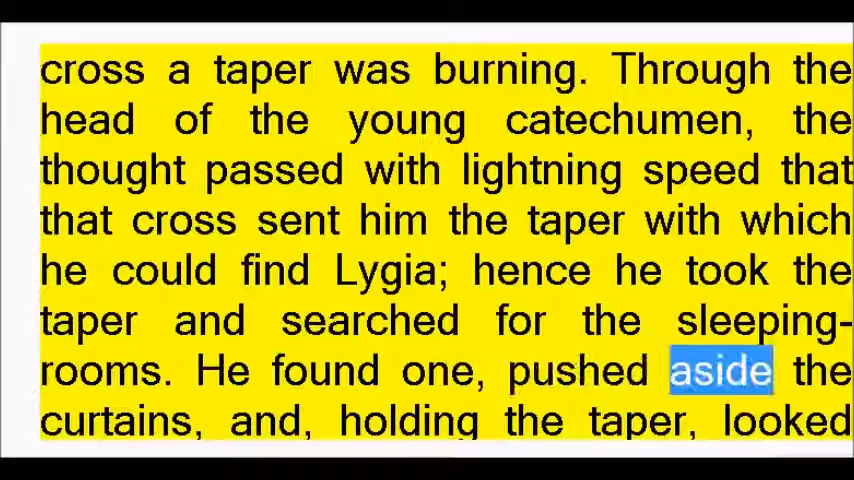 cross a taper was burning. Through the
head of the young catechumen, the
thought passed with lightning speed that
that cross sent him the taper with which
he could find Lygia; hence he took the
taper and searched for the sleeping-
rooms. He found one, pushed aside the
curtains, and, holding the taper, looked